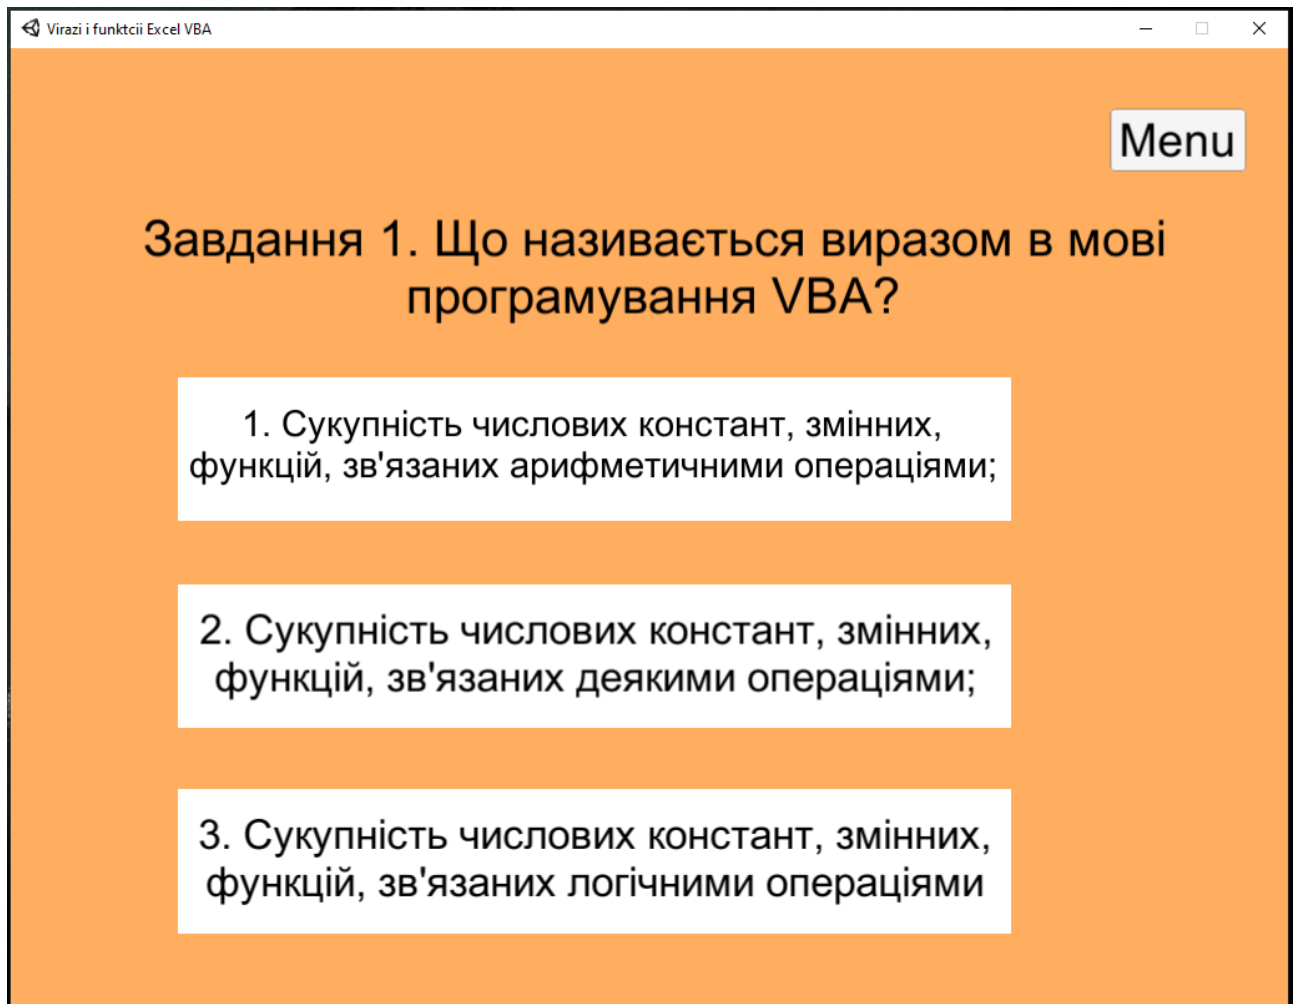 Virazi i funktcii Excel VBA
Menu
Завдання 1. Що називається виразом в мові
програмування VBA?
1. Сукупність числових констант, змінних,
функцій, зв'язаних арифметичними операціями;
2. Сукупність числових констант, змінних,
функцій, зв'язаних деякими операціями;
3. Сукупність числових констант, змінних,
функцій, зв'язаних логічними операціями